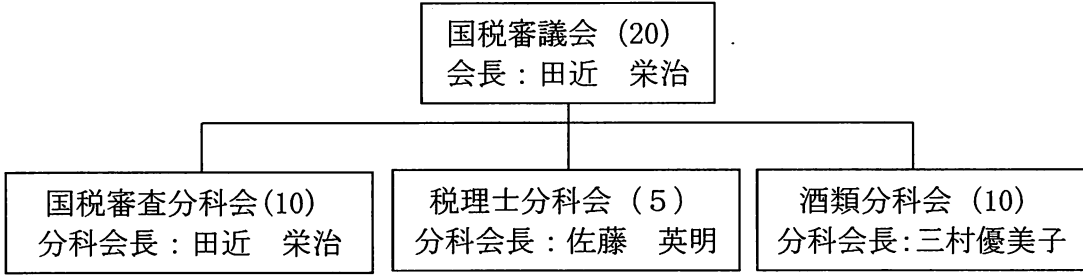 国税審議会（20）
会長：田近　栄治
国税審査分科会(10)
分科会長：田近　栄治
税理士分科会（５）
分科会長：佐藤　英明
酒類分科会（10）
分科会長:三村優美子